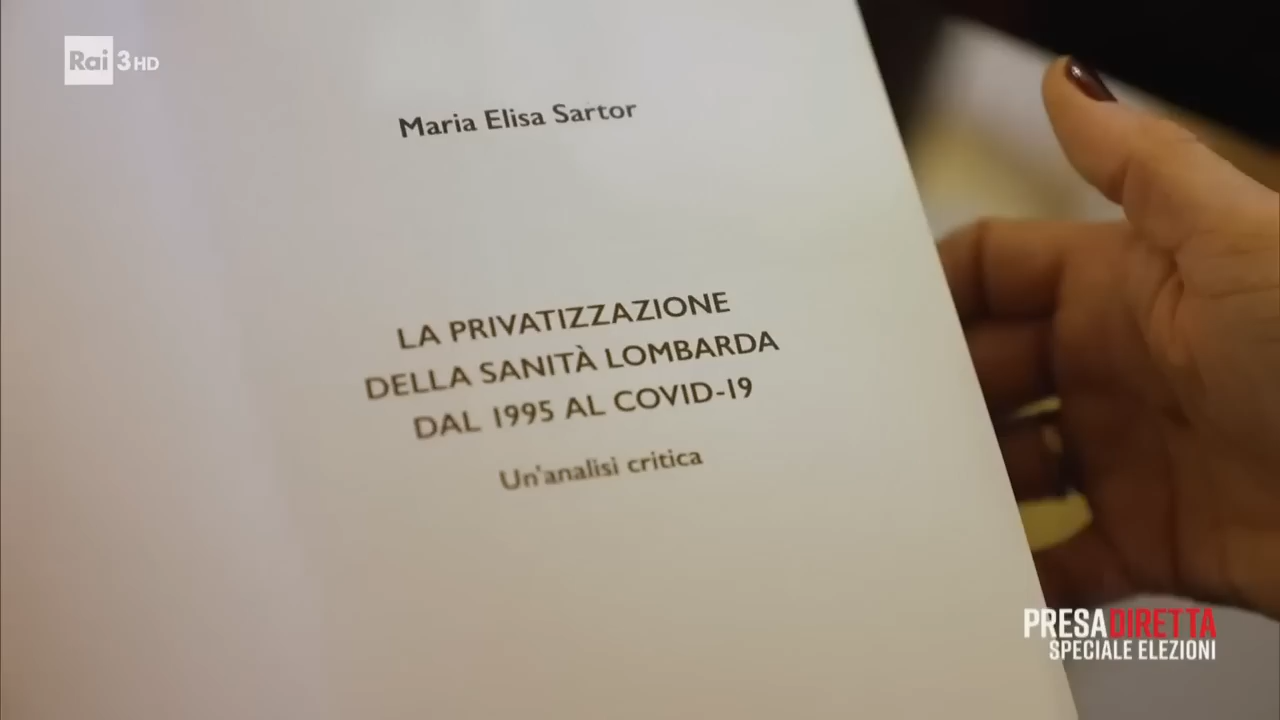 Rai 3HD
Maria Elisa Sartor
LA PRIVATIZZAZIONE
DELLA SANITÀ LOMBARDA
DAL 1995 AL COVID-19
Un'analisi critica
PRESADIRETTA
SPECIALE ELEZIONI